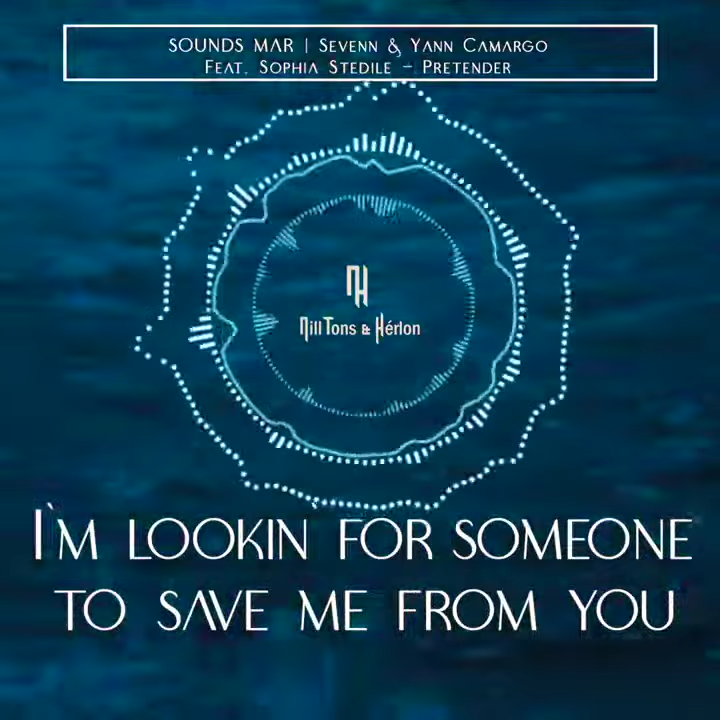 SOUNDS MAR | SEVENN & YANN CAMARGO
FEAT. SOPHIA STEDILE – PRETENDER
NH
Nill Tons & Hérlon
I`M LOOKIN FOR SOMEONE
TO SAVE ME FROM YOU